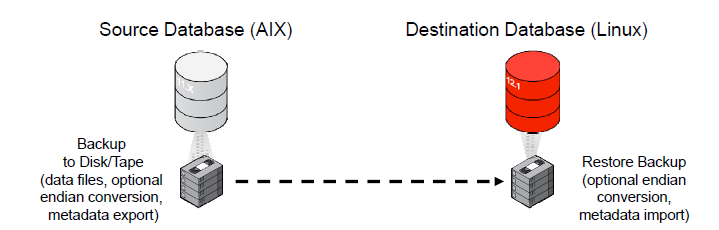 Source Database (AIX)
Destination Database (Linux)
11.X
12.1
Backup
to Disk/Tape
(data files, optional
endian conversion,
metadata export)
Restore Backup
(optional endian
conversion,
metadata import)